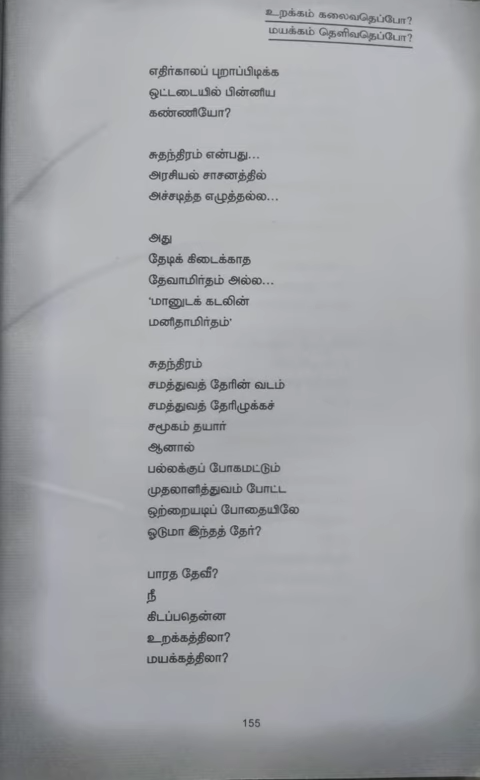 உறக்கம் கலைவதெப்போ?
மயக்கம் தெளிவதெப்போ?
எதிர்காலப் புறாப்பிடிக்க
ஒட்டடையில் பின்னிய
கண்ணியோ?
சுதந்திரம் என்பது...
அரசியல் சாசனத்தில்
அச்சடித்த எழுத்தல்ல...
அது
தேடிக் கிடைக்காத
தேவாமிர்தம் அல்ல...
‘மானுடக் கடலின்
மனிதாமிர்தம்’
சுதந்திரம்
சமத்துவத் தேரின் வடம்
சமத்துவத் தேரிழுக்கச்
சமூகம் தயார்
ஆனால்
பல்லக்குப் போகமட்டும்
முதலாளித்துவம் போட்ட
ஒற்றையடிப் போதையிலே
ஓடுமா இந்தத் தேர்?
பாரத தேவீ?
நீ
கிடப்பதென்ன
உறக்கத்திலா?
மயக்கத்திலா?
155